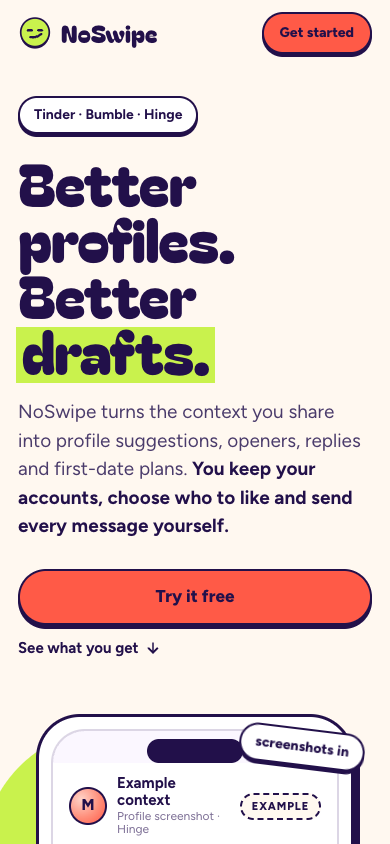 NoSwipe
Get started
Tinder · Bumble · Hinge
Better
profiles.
Better
drafts.
NoSwipe turns the context you share
into profile suggestions, openers, replies
and first-date plans. You keep your
accounts, choose who to like and send
every message yourself.
Try it free
See what you get ↓
screenshots in
M
Example
context
Profile screenshot ·
Hinge
EXAMPLE